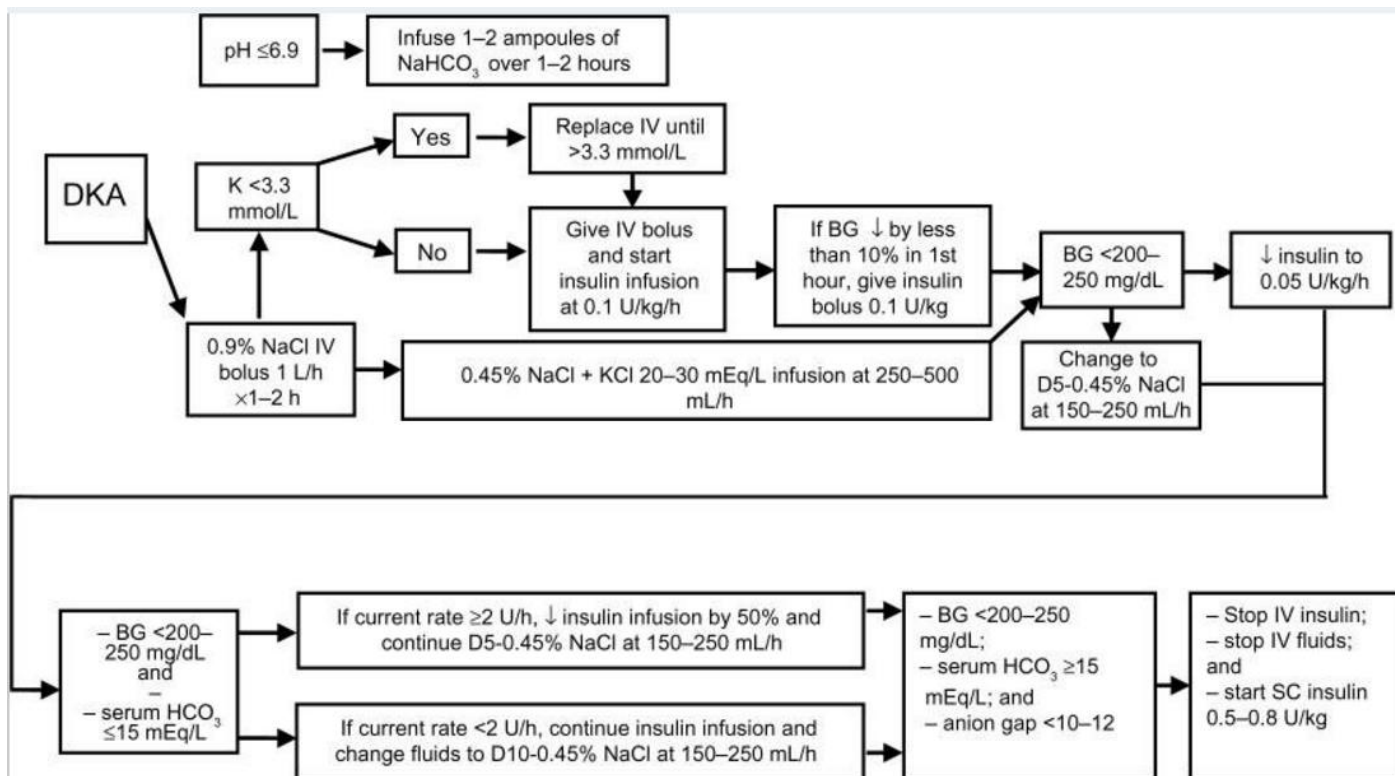 pH ≤6.9
Infuse 1–2 ampoules of
NaHCO₃ over 1–2 hours
Yes
Replace IV until
>3.3 mmol/L
DKA
K <3.3
mmol/L
No
Give IV bolus
and start
insulin infusion
at 0.1 U/kg/h
If BG ↓ by less
than 10% in 1st
hour, give insulin
bolus 0.1 U/kg
BG <200–
250 mg/dL
↓ insulin to
0.05 U/kg/h
0.9% NaCl IV
bolus 1 L/h
×1–2 h
0.45% NaCl + KCl 20–30 mEq/L infusion at 250–500
mL/h
Change to
D5-0.45% NaCl
at 150–250 mL/h
– BG <200–
250 mg/dL
and
–
– serum HCO₃
≤15 mEq/L
If current rate ≥2 U/h, ↓ insulin infusion by 50% and
continue D5-0.45% NaCl at 150–250 mL/h
If current rate <2 U/h, continue insulin infusion and
change fluids to D10-0.45% NaCl at 150–250 mL/h
– BG <200–250
mg/dL;
– serum HCO₃ ≥15
mEq/L; and
– anion gap <10–12
– Stop IV insulin;
– stop IV fluids;
and
– start SC insulin
0.5–0.8 U/kg